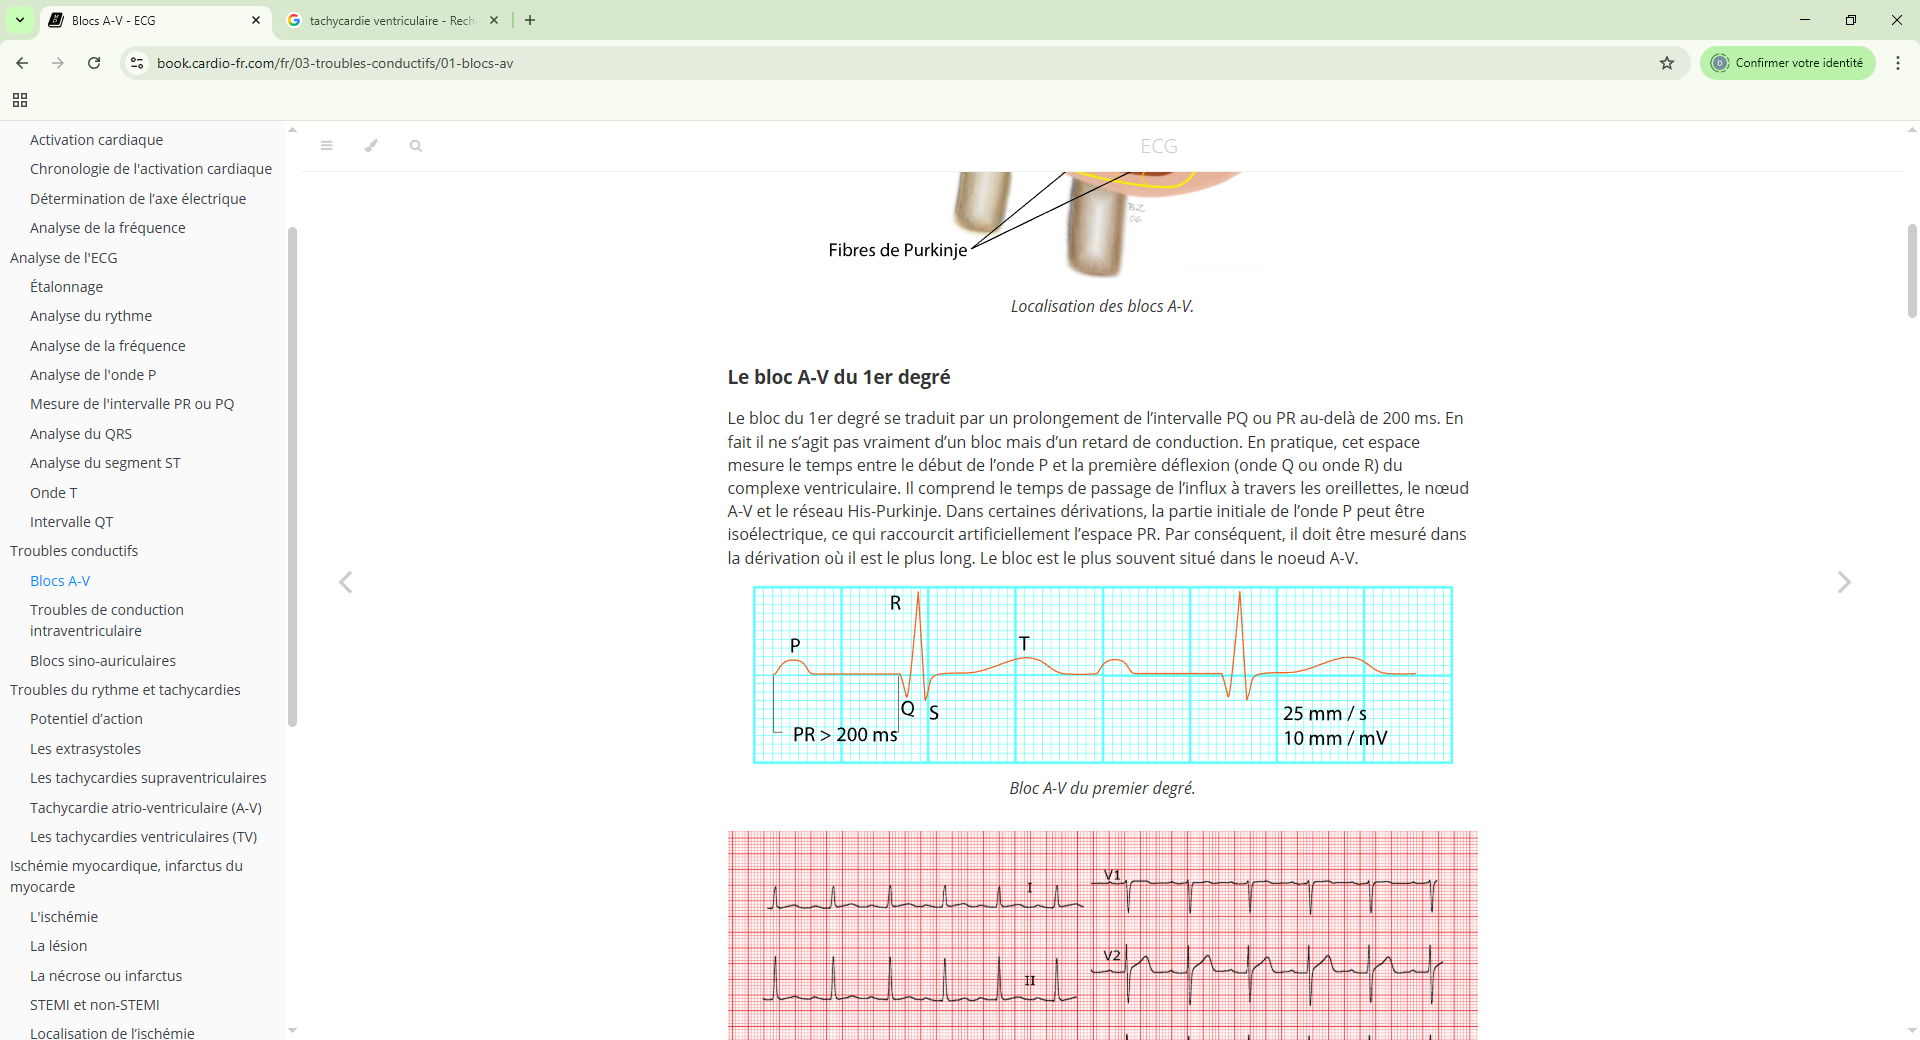 Blocs A-V - ECG
tachycardie ventriculaire - Rech
book.cardio-fr.com/fr/03-troubles-conductifs/01-blocs-av
D
Confirmer votre identité
Activation cardiaque
Chronologie de l'activation cardiaque
Détermination de l'axe électrique
Analyse de la fréquence
Analyse de l'ECG
Étalonnage
Analyse du rythme
Analyse de la fréquence
Analyse de l'onde P
Mesure de l'intervalle PR ou PQ
Analyse du QRS
Analyse du segment ST
Onde T
Intervalle QT
Troubles conductifs
Blocs A-V
Troubles de conduction
intraventriculaire
Blocs sino-auriculaires
Troubles du rythme et tachycardies
Potentiel d'action
Les extrasystoles
Les tachycardies supraventriculaires
Tachycardie atrio-ventriculaire (A-V)
Les tachycardies ventriculaires (TV)
Ischémie myocardique, infarctus du
myocarde
L'ischémie
La lésion
La nécrose ou infarctus
STEMI et non-STEMI
Localisation de l'ischémie
ECG
BZ
06
Fibres de Purkinje
Localisation des blocs A-V.
Le bloc A-V du 1er degré
Le bloc du 1er degré se traduit par un prolongement de l'intervalle PQ ou PR au-delà de 200 ms. En
fait il ne s'agit pas vraiment d'un bloc mais d'un retard de conduction. En pratique, cet espace
mesure le temps entre le début de l'onde P et la première déflexion (onde Q ou onde R) du
complexe ventriculaire. Il comprend le temps de passage de l'influx à travers les oreillettes, le nœud
A-V et le réseau His-Purkinje. Dans certaines dérivations, la partie initiale de l'onde P peut être
isoélectrique, ce qui raccourcit artificiellement l'espace PR. Par conséquent, il doit être mesuré dans
la dérivation où il est le plus long. Le bloc est le plus souvent situé dans le noeud A-V.
R
P
T
Q
S
PR > 200 ms
25 mm / s
10 mm / mV
Bloc A-V du premier degré.
I
V1
II
V2